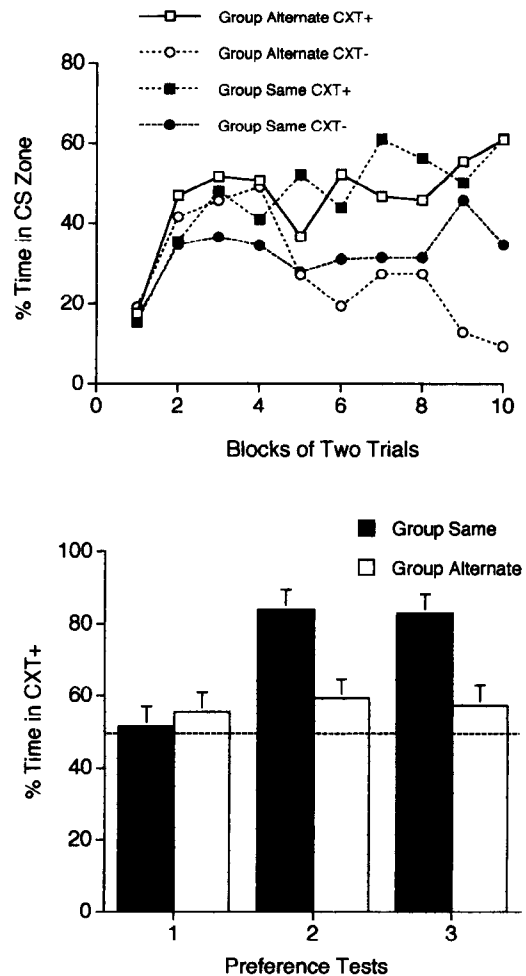 Group Alternate CXT+
Group Alternate CXT-
Group Same CXT+
Group Same CXT-
80
60
40
20
0
% Time in CS Zone
0 2 4 6 8 10
Blocks of Two Trials
Group Same
Group Alternate
100
80
60
40
20
0
% Time in CXT+
1 2 3
Preference Tests